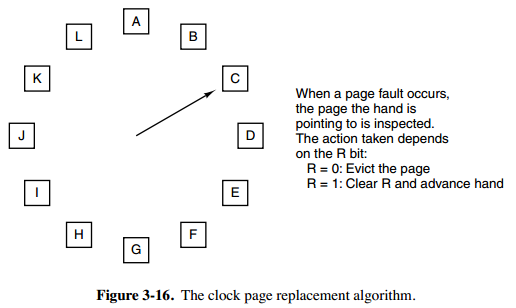 A
L
B
K
C
J
D
I
E
H
F
G
When a page fault occurs,
the page the hand is
pointing to is inspected.
The action taken depends
on the R bit:
R = 0: Evict the page
R = 1: Clear R and advance hand
Figure 3-16. The clock page replacement algorithm.